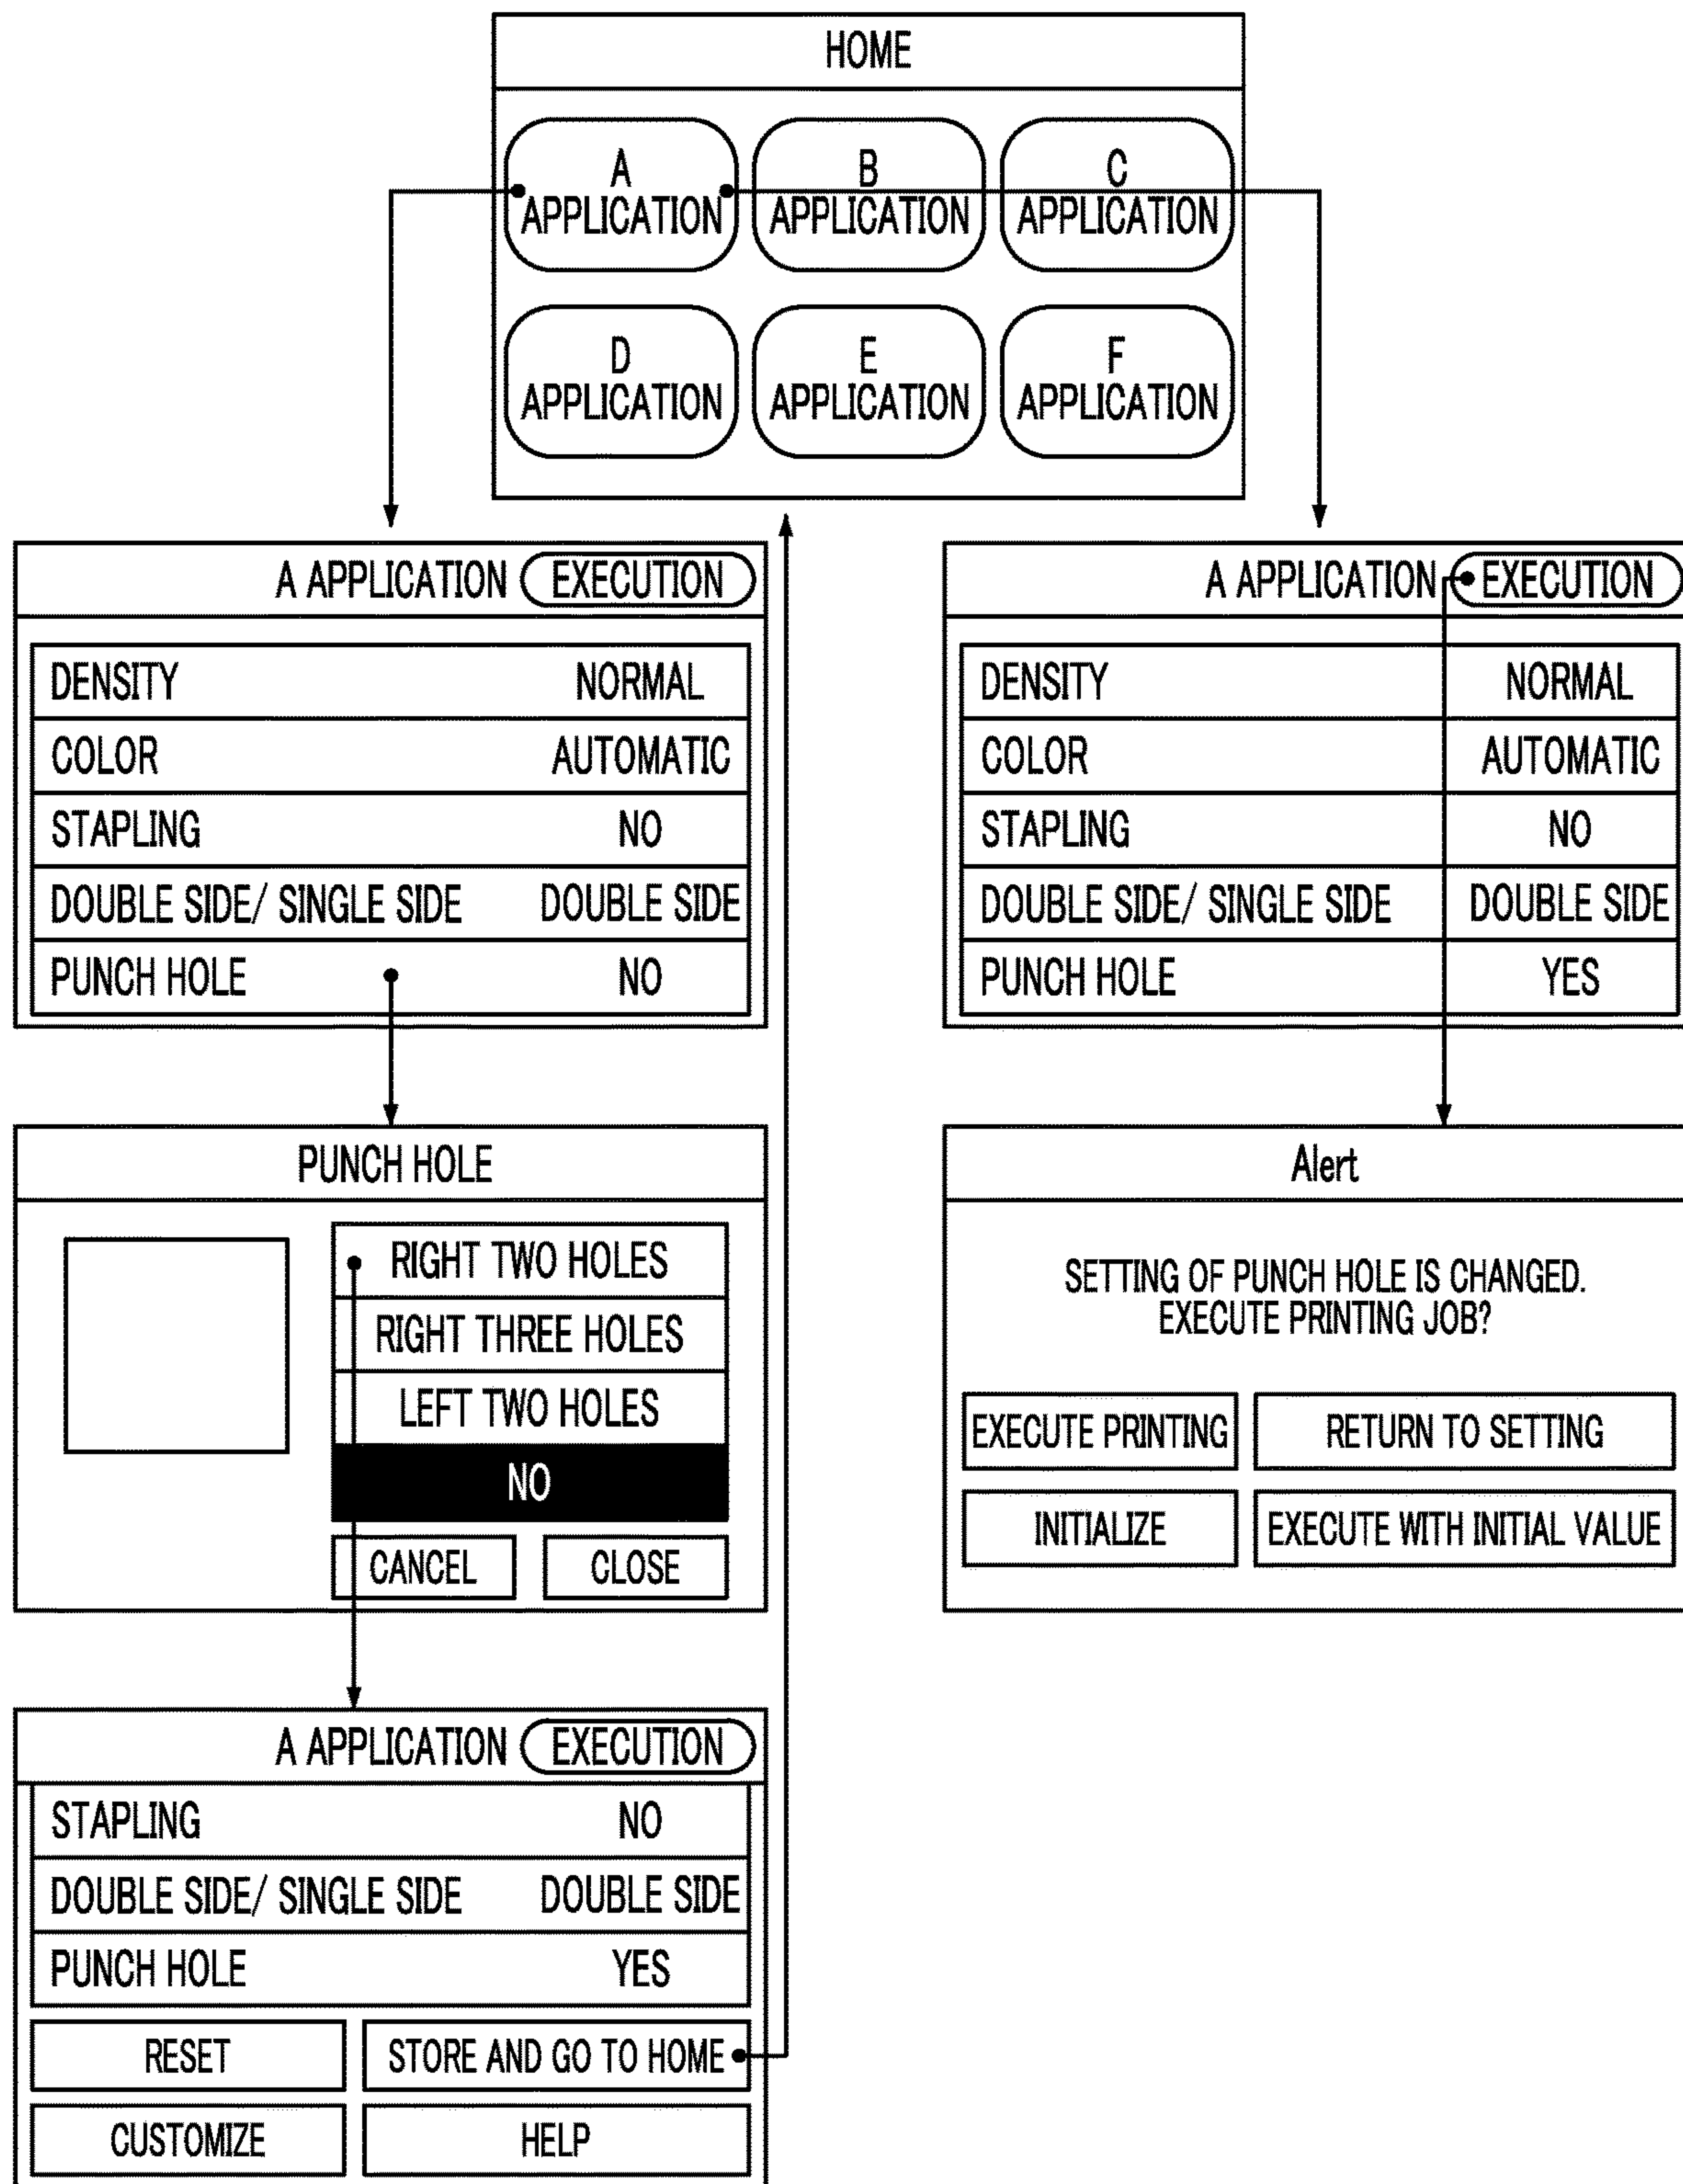 HOME
A
APPLICATION
B
APPLICATION
C
APPLICATION
D
APPLICATION
E
APPLICATION
F
APPLICATION
A APPLICATION EXECUTION
DENSITY NORMAL
COLOR AUTOMATIC
STAPLING NO
DOUBLE SIDE/ SINGLE SIDE DOUBLE SIDE
PUNCH HOLE NO
PUNCH HOLE
RIGHT TWO HOLES
RIGHT THREE HOLES
LEFT TWO HOLES
NO
CANCEL CLOSE
A APPLICATION EXECUTION
STAPLING NO
DOUBLE SIDE/ SINGLE SIDE DOUBLE SIDE
PUNCH HOLE YES
RESET STORE AND GO TO HOME
CUSTOMIZE HELP
A APPLICATION EXECUTION
DENSITY NORMAL
COLOR AUTOMATIC
STAPLING NO
DOUBLE SIDE/ SINGLE SIDE DOUBLE SIDE
PUNCH HOLE YES
Alert
SETTING OF PUNCH HOLE IS CHANGED.
EXECUTE PRINTING JOB?
EXECUTE PRINTING RETURN TO SETTING
INITIALIZE EXECUTE WITH INITIAL VALUE